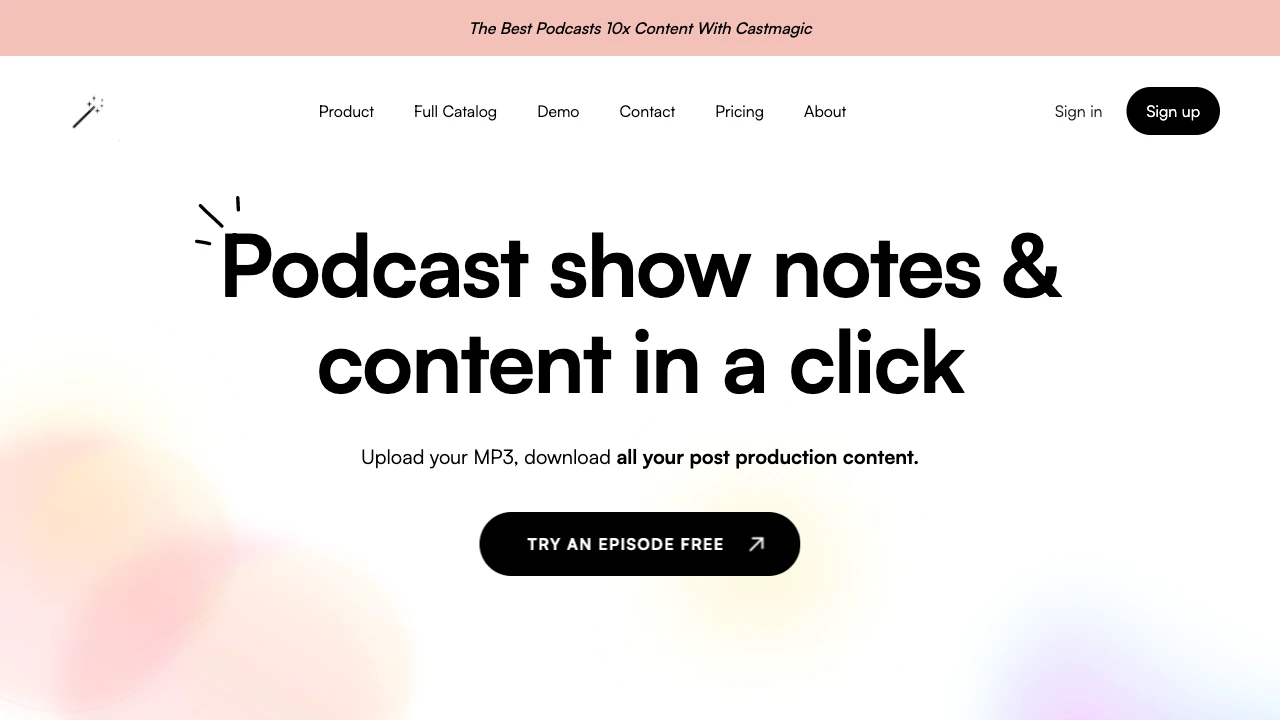 The Best Podcasts 10x Content With Castmagic
Product Full Catalog Demo Contact Pricing About Sign in Sign up
Podcast show notes &
content in a click
Upload your MP3, download all your post production content.
TRY AN EPISODE FREE